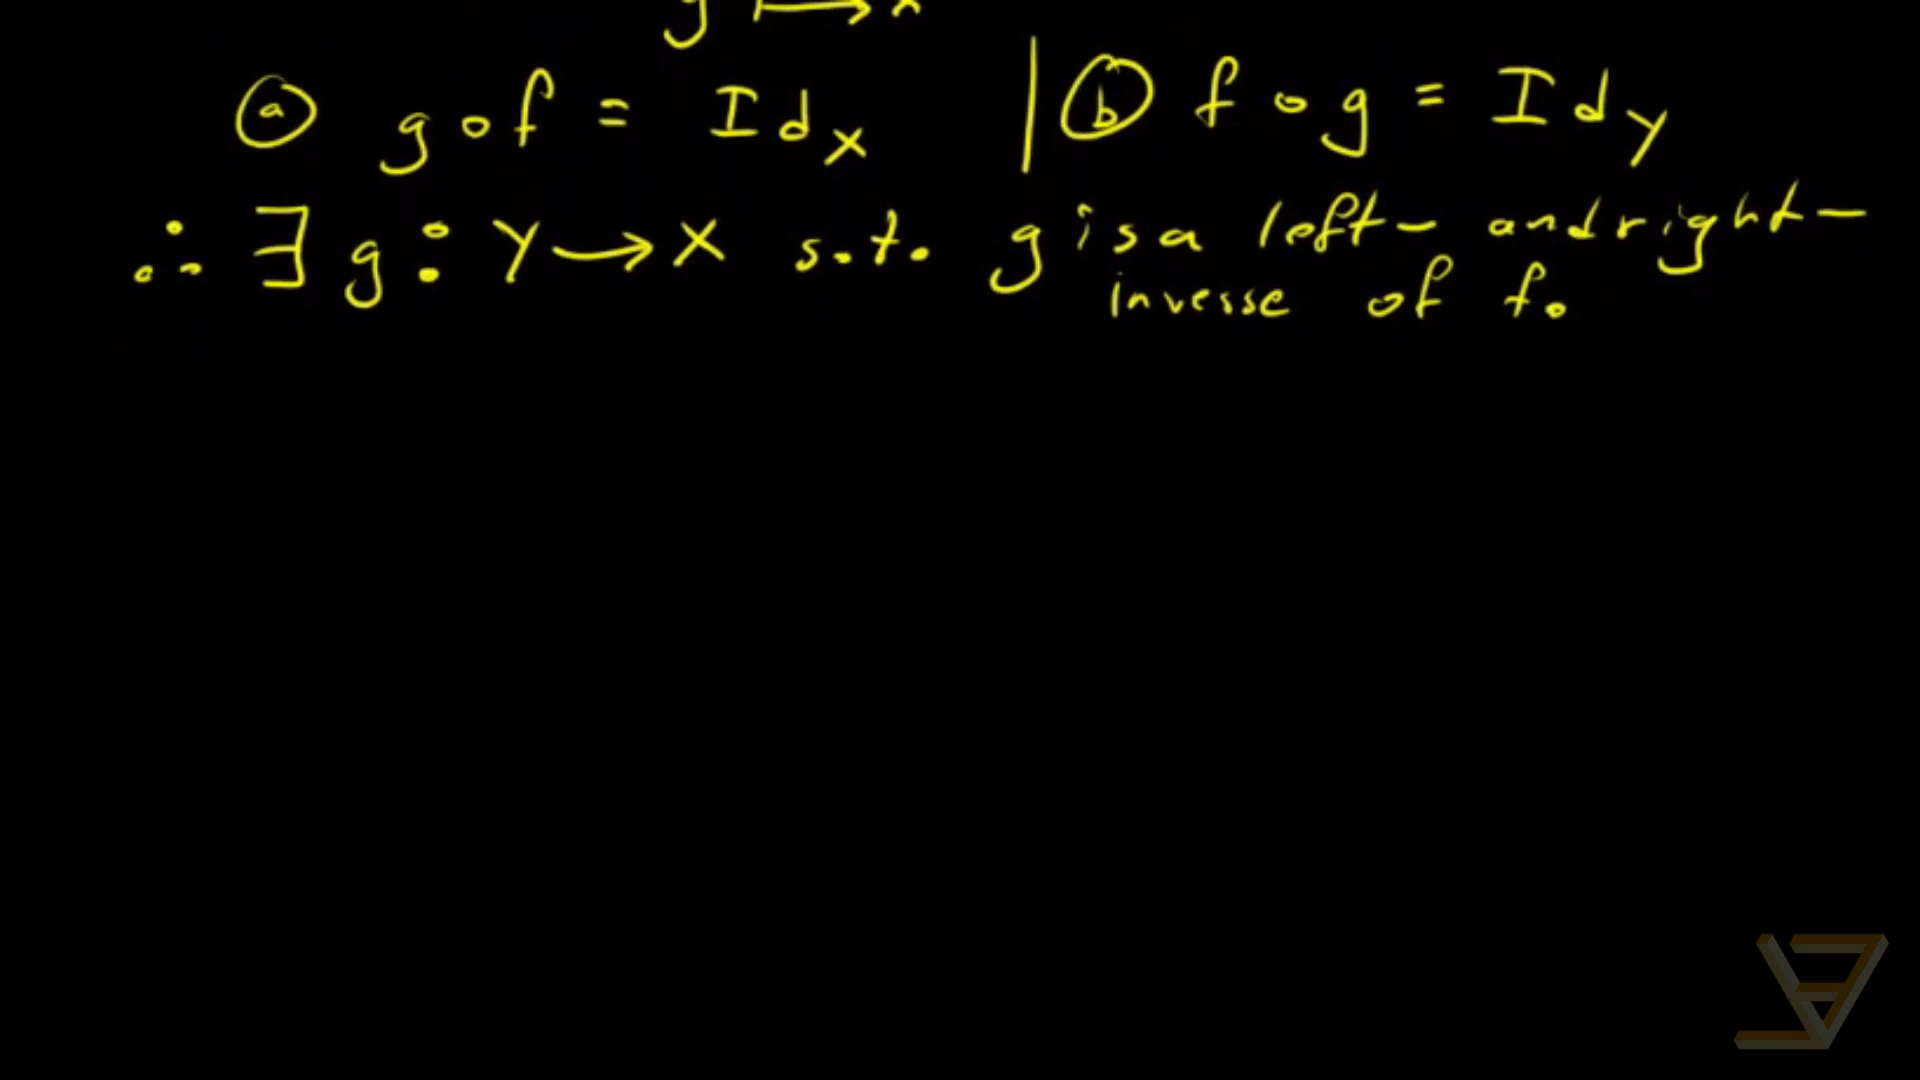 y ↦ x
ⓐ g∘f = Id_X | ⓑ f∘g = Id_Y
∴ ∃ g: Y → X s.t. g is a left- and right-
inverse of f.